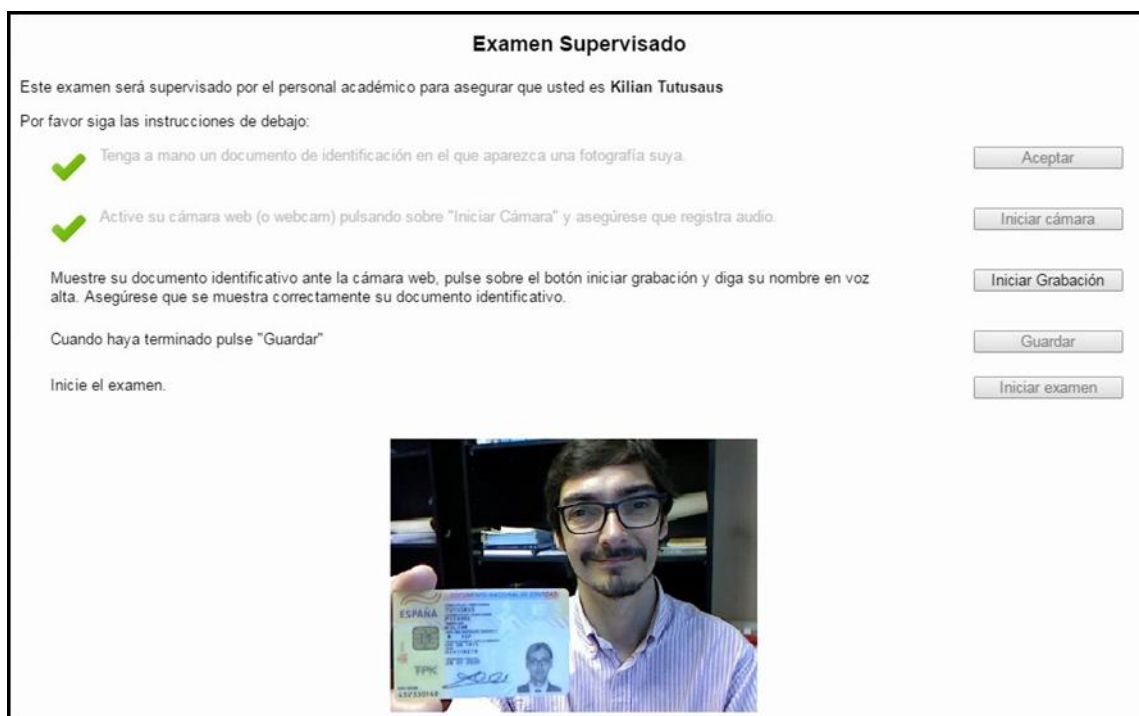 Examen Supervisado
Este examen será supervisado por el personal académico para asegurar que usted es Kilian Tutusaus
Por favor siga las instrucciones de debajo:
Tenga a mano un documento de identificación en el que aparezca una fotografía suya.
Aceptar
Active su cámara web (o webcam) pulsando sobre "Iniciar Cámara" y asegúrese que registra audio.
Iniciar cámara
Muestre su documento identificativo ante la cámara web, pulse sobre el botón iniciar grabación y diga su nombre en voz
alta. Asegúrese que se muestra correctamente su documento identificativo.
Iniciar Grabación
Cuando haya terminado pulse "Guardar"
Guardar
Inicie el examen.
Iniciar examen
DOCUMENTO NACIONAL DE IDENTIDAD
ESPAÑA
TUTUSAUS